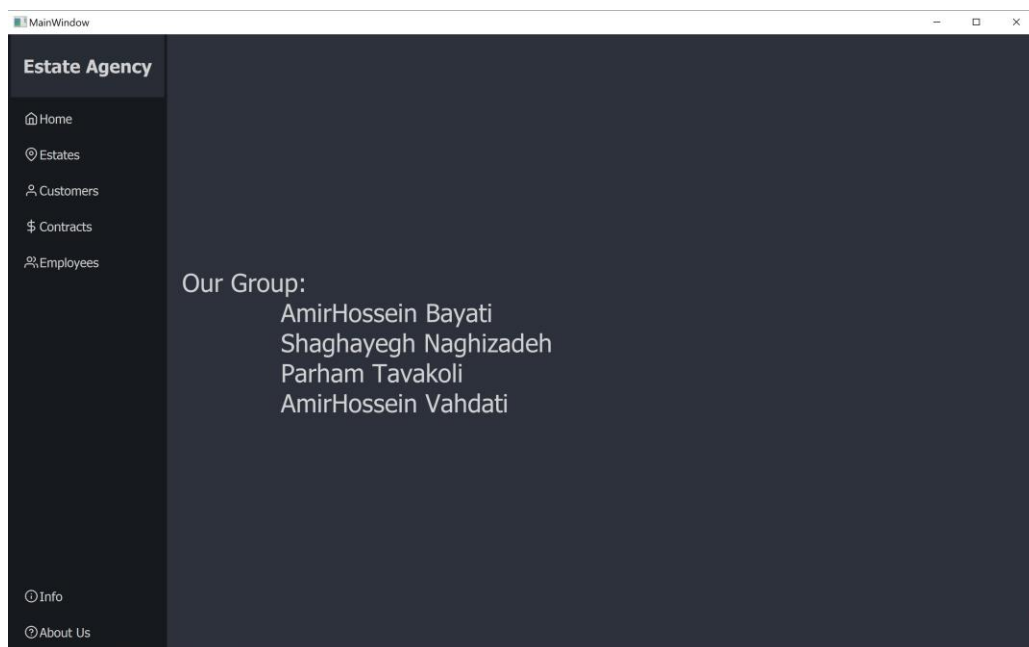 MainWindow
Estate Agency
Home
Estates
Customers
$ Contracts
Employees
Our Group:
AmirHossein Bayati
Shaghayegh Naghizadeh
Parham Tavakoli
AmirHossein Vahdati
Info
About Us